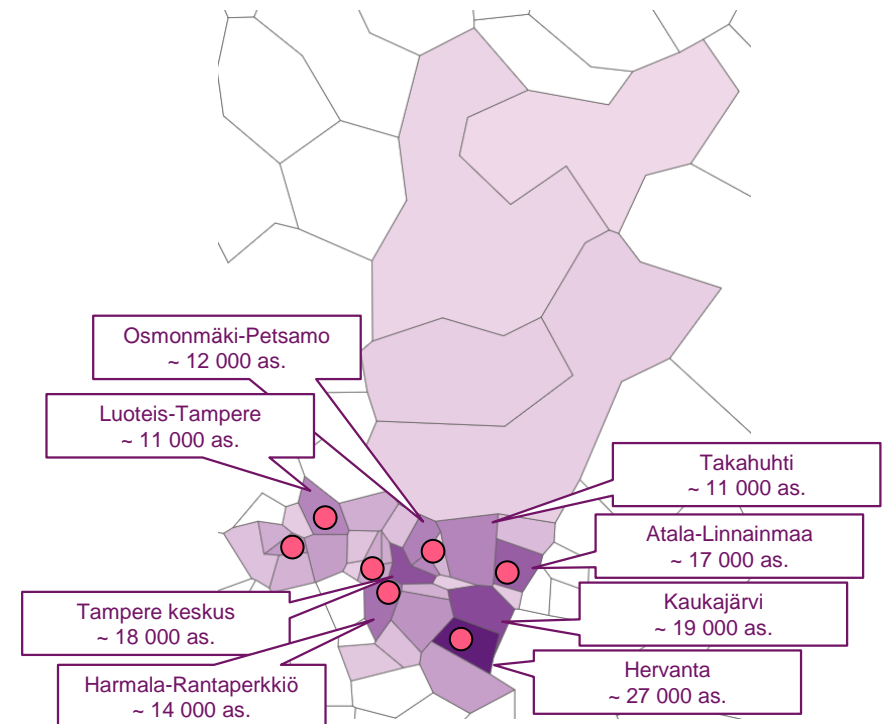 Osmonmäki-Petsamo
~ 12 000 as.
Luoteis-Tampere
~ 11 000 as.
Takahuhti
~ 11 000 as.
Atala-Linnainmaa
~ 17 000 as.
Tampere keskus
~ 18 000 as.
Kaukajärvi
~ 19 000 as.
Harmala-Rantaperkkiö
~ 14 000 as.
Hervanta
~ 27 000 as.